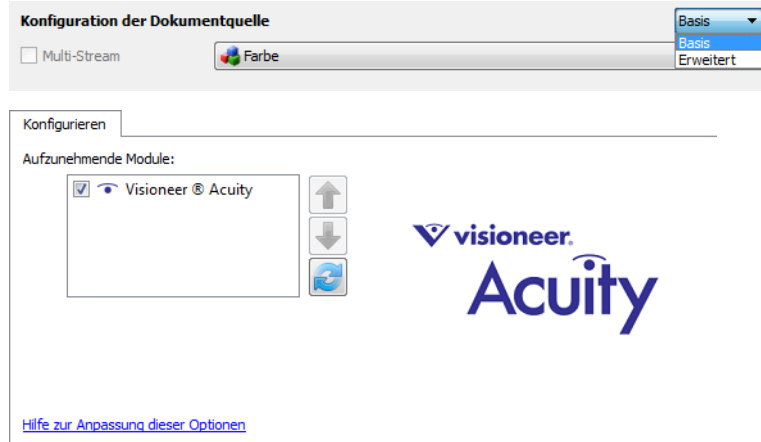 Konfiguration der Dokumentquelle
Basis
Basis
Erweitert
Multi-Stream
Farbe
Konfigurieren
Aufzunehmende Module:
Visioneer ® Acuity
visioneer.
Acuity
Hilfe zur Anpassung dieser Optionen